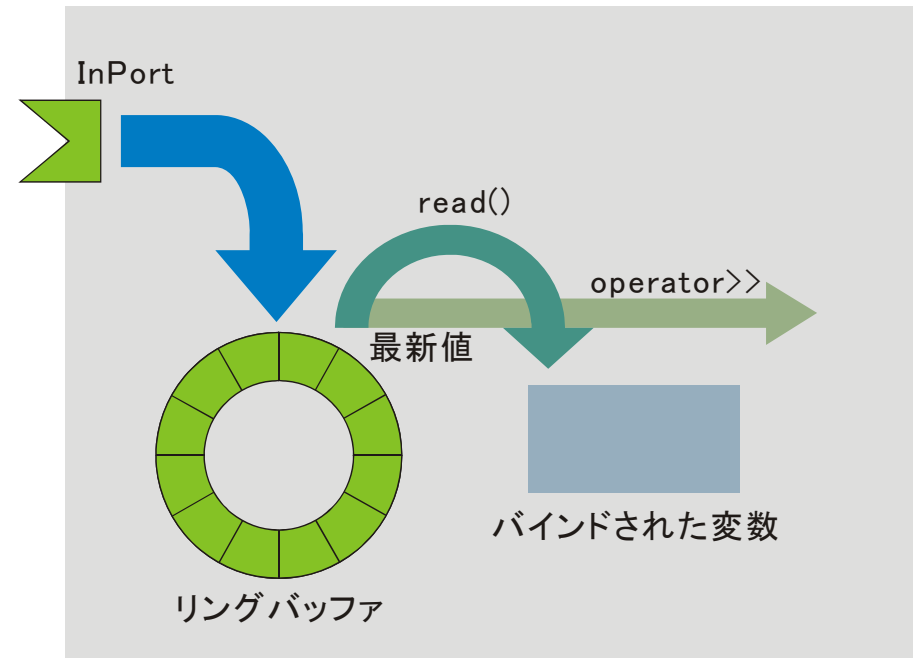 InPort
read()
operator>>
最新値
バインドされた変数
リングバッファ